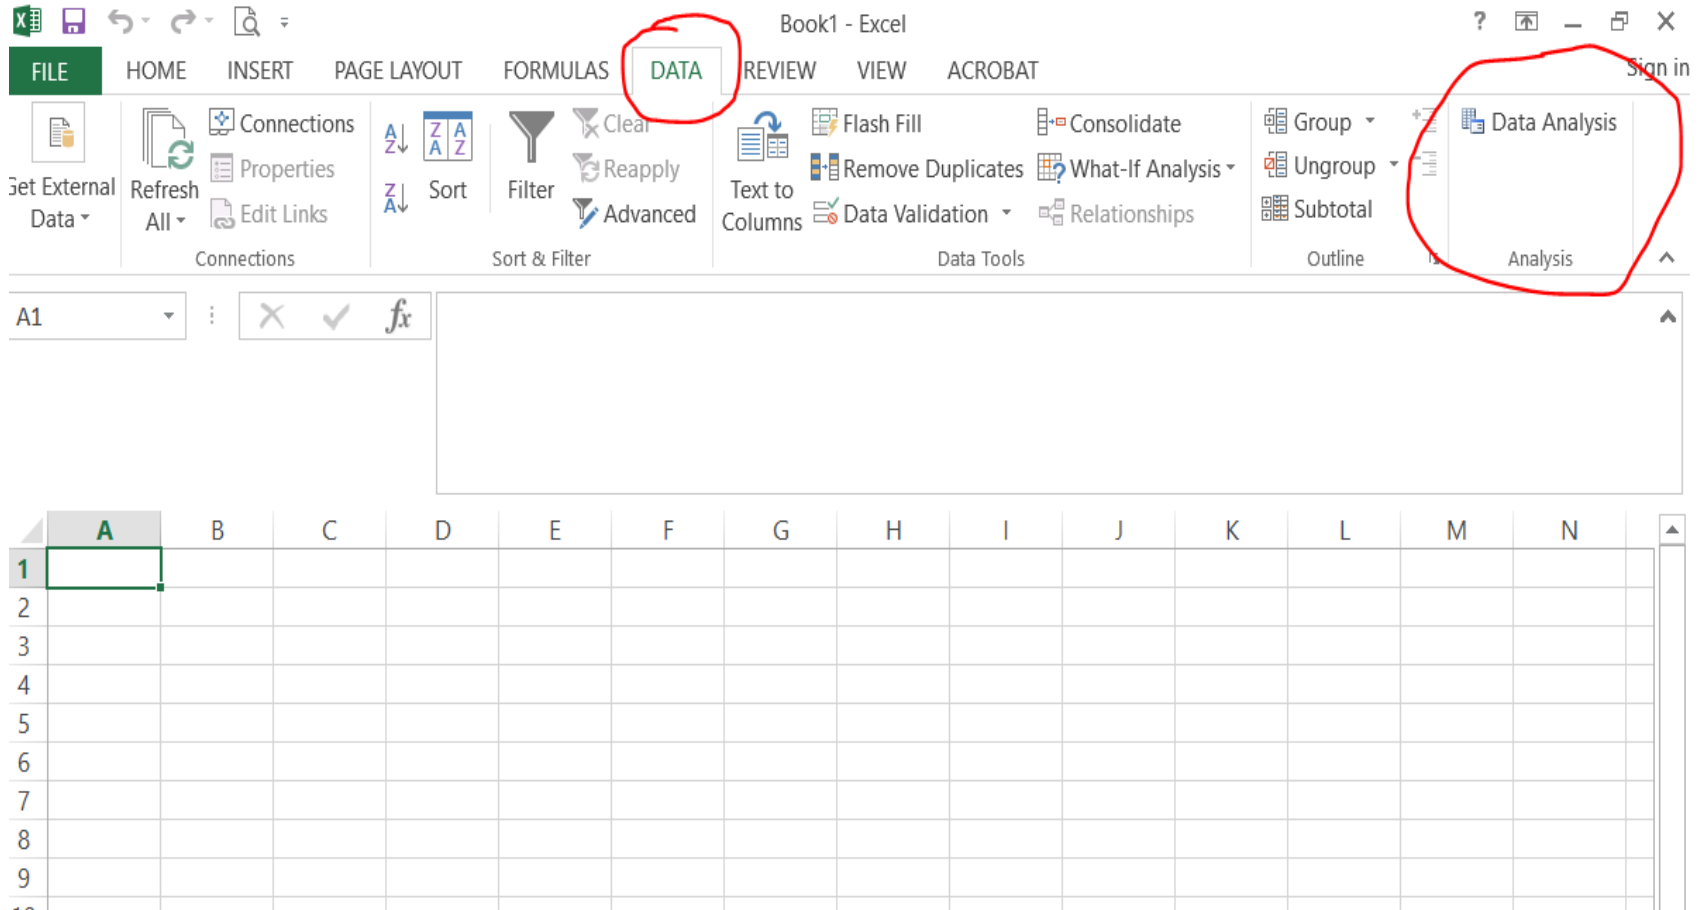 Book1 - Excel
?
FILE HOME INSERT PAGE LAYOUT FORMULAS DATA REVIEW VIEW ACROBAT Sign in
Get External
Data
Refresh
All
Connections
Properties
Edit Links
Connections
Sort
Filter
Clear
Reapply
Advanced
Sort & Filter
Text to
Columns
Flash Fill
Remove Duplicates
Data Validation
Consolidate
What-If Analysis
Relationships
Data Tools
Group
Ungroup
Subtotal
Outline
Data Analysis
Analysis
A1 fx
A B C D E F G H I J K L M N
1
2
3
4
5
6
7
8
9